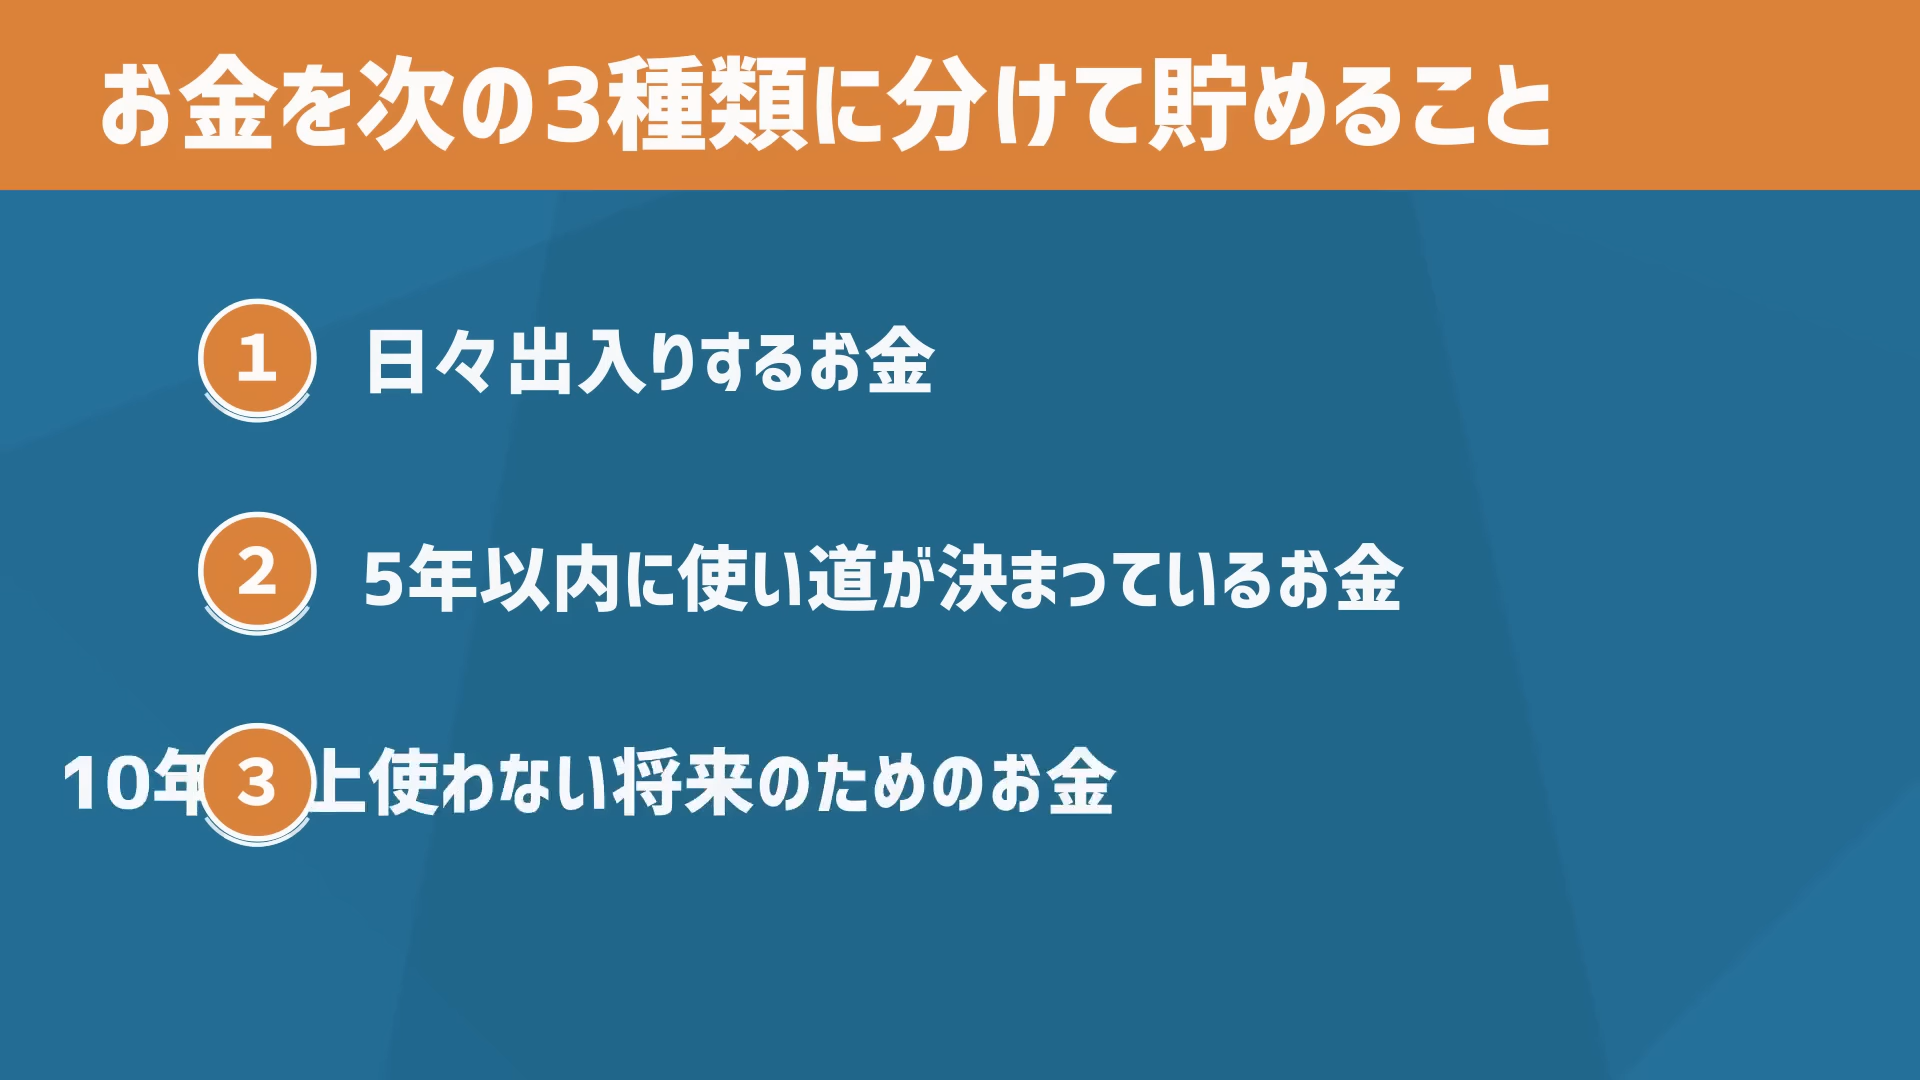 お金を次の3種類に分けて貯めること
1 日々出入りするお金
2 5年以内に使い道が決まっているお金
3 10年上使わない将来のためのお金